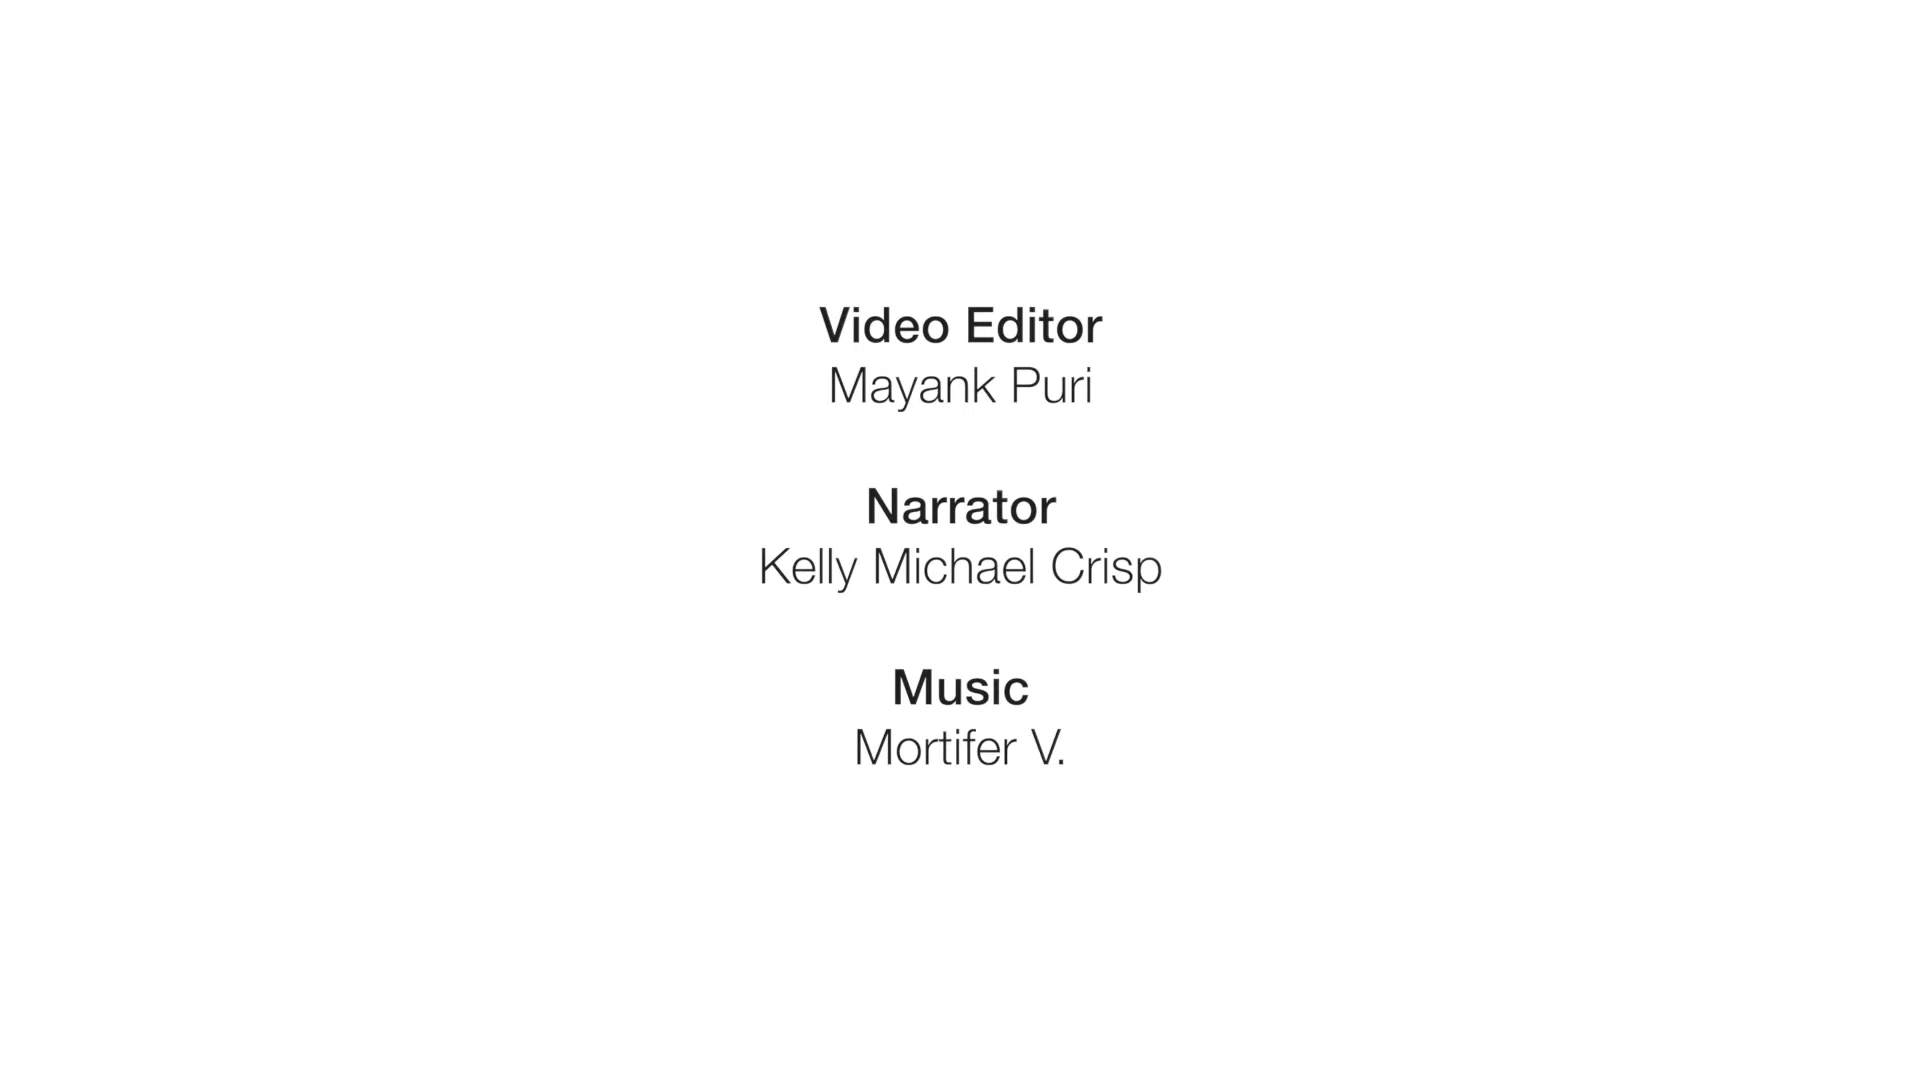 Video Editor
Mayank Puri
Narrator
Kelly Michael Crisp
Music
Mortifer V.